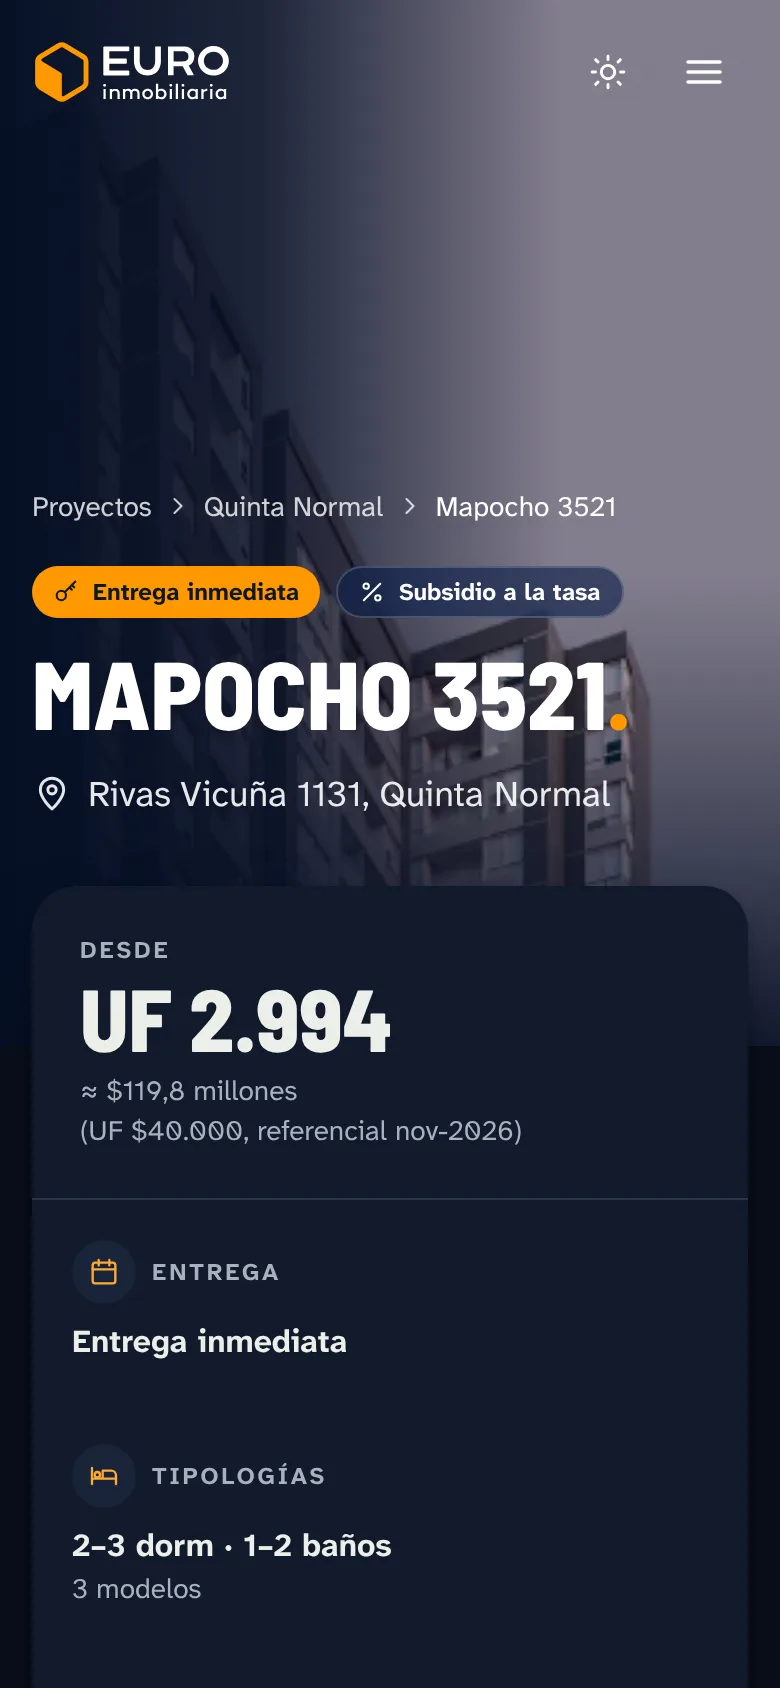 EURO
inmobiliaria
Proyectos > Quinta Normal > Mapocho 3521
Entrega inmediata
Subsidio a la tasa
MAPOCHO 3521.
Rivas Vicuña 1131, Quinta Normal
DESDE
UF 2.994
≈ $119,8 millones
(UF $40.000, referencial nov-2026)
ENTREGA
Entrega inmediata
TIPOLOGÍAS
2–3 dorm · 1–2 baños
3 modelos